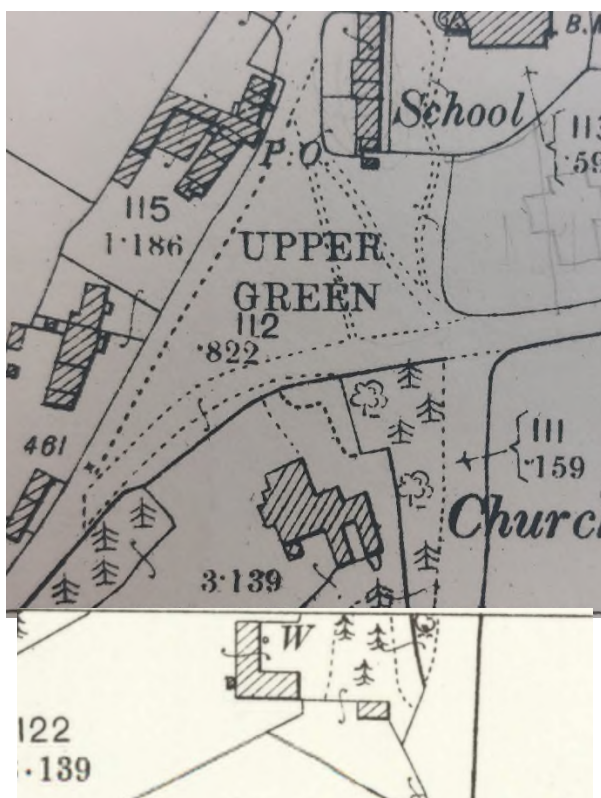 B.M
School
113
·59
P.O
115
1·186
UPPER
GREEN
112
·822
461
111
·159
Church
3·139
W
122
·139